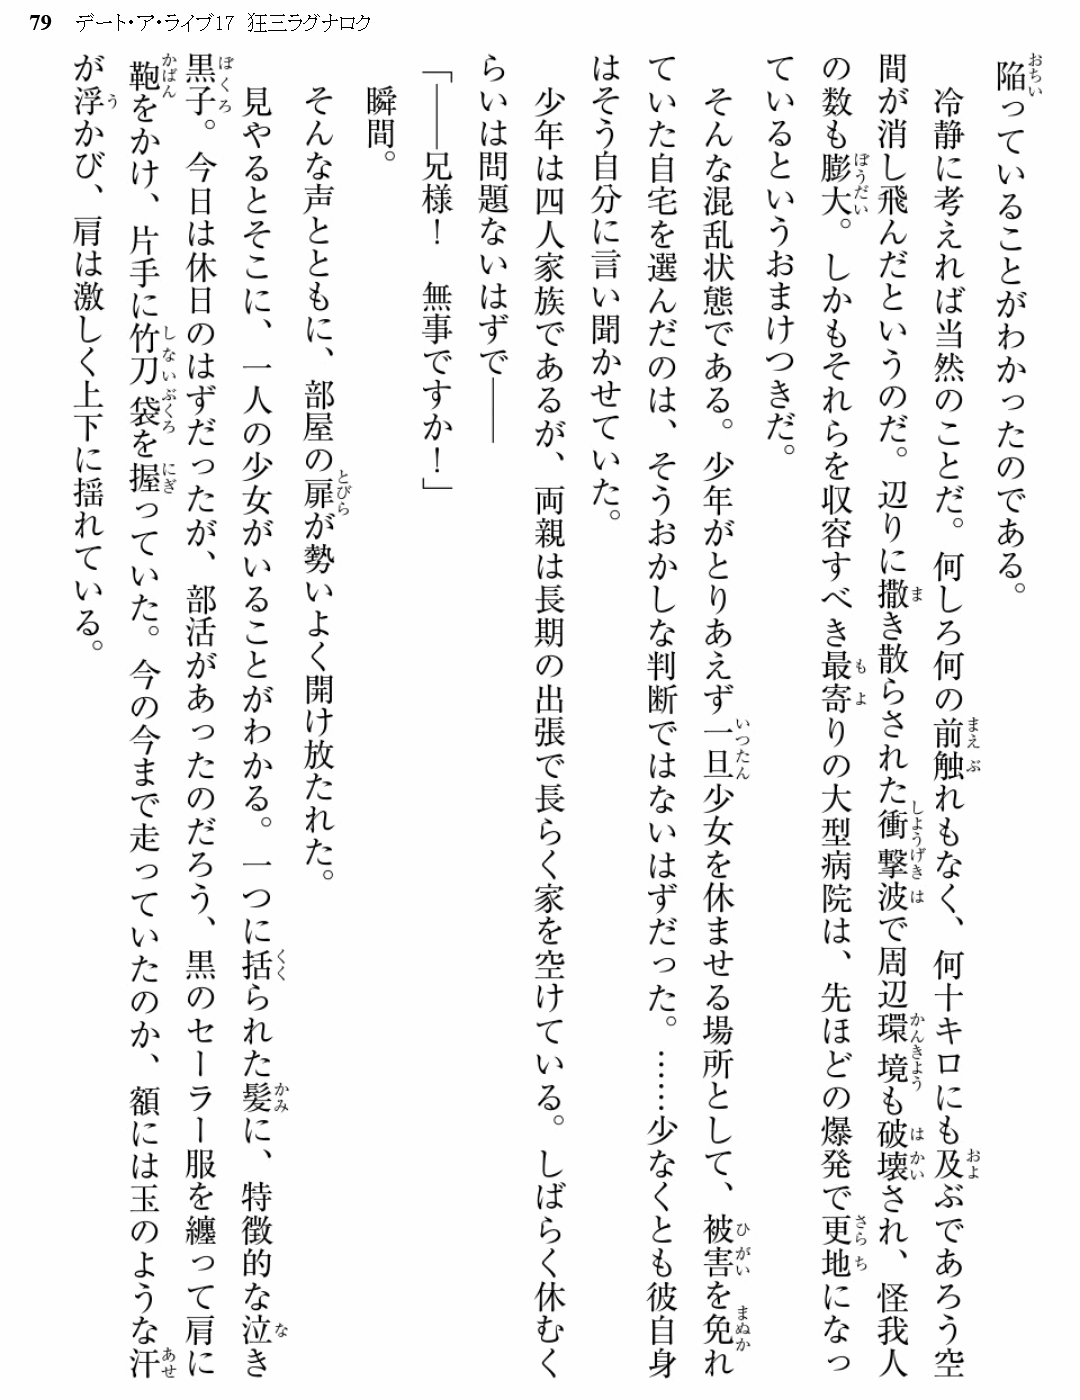 79 デート・ア・ライブ17 狂三ラグナロク
陥っていることがわかったのである。
　冷静に考えれば当然のことだ。何しろ何の前触れもなく、何十キロにも及ぶであろう空
間が消し飛んだというのだ。辺りに撒き散らされた衝撃波で周辺環境も破壊され、怪我人
の数も膨大。しかもそれらを収容すべき最寄りの大型病院は、先ほどの爆発で更地になっ
ているというおまけつきだ。
　そんな混乱状態である。少年がとりあえず一旦少女を休ませる場所として、被害を免れ
ていた自宅を選んだのは、そうおかしな判断ではないはずだった。……少なくとも彼自身
はそう自分に言い聞かせていた。
　少年は四人家族であるが、両親は長期の出張で長らく家を空けている。しばらく休むく
らいは問題ないはずで——
「——兄様！　無事ですか！」
　瞬間。
　そんな声とともに、部屋の扉が勢いよく開け放たれた。
　見やるとそこに、一人の少女がいることがわかる。一つに括られた髪に、特徴的な泣き
黒子。今日は休日のはずだったが、部活があったのだろう、黒のセーラー服を纏って肩に
鞄をかけ、片手に竹刀袋を握っていた。今の今まで走っていたのか、額には玉のような汗
が浮かび、肩は激しく上下に揺れている。